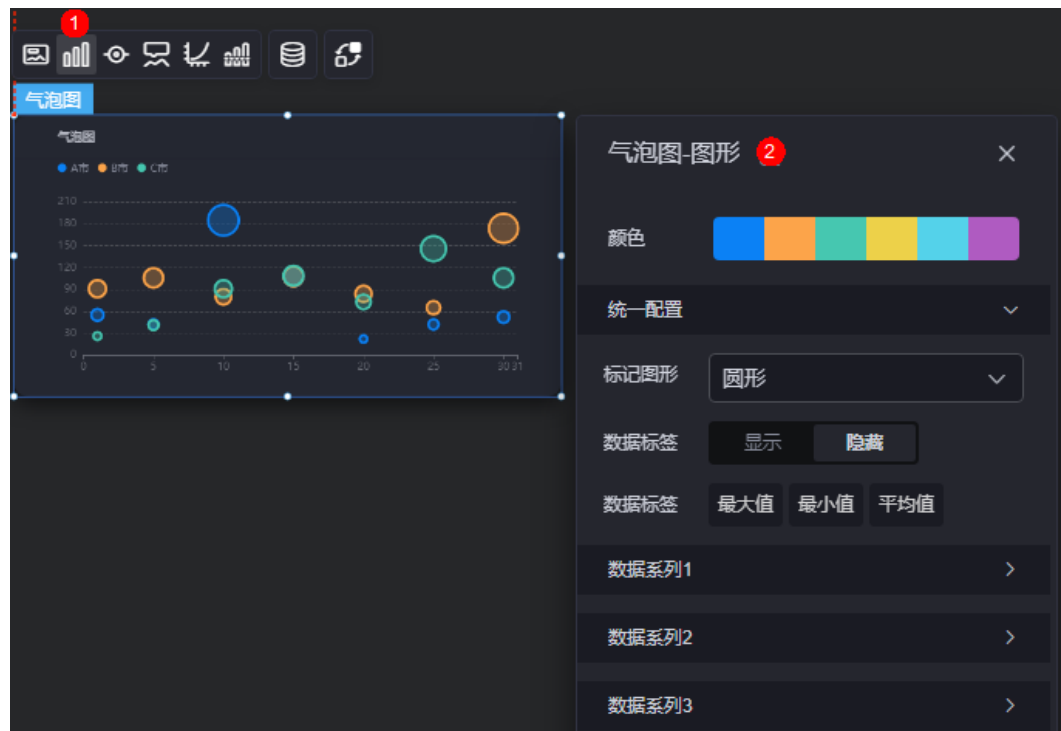 1
气泡图
气泡图
A市 B市 C市
210
180
150
120
90
60
30
0
0 5 10 15 20 25 30 31
气泡图-图形 2
颜色
统一配置
标记图形 圆形
数据标签 显示 隐藏
数据标签 最大值 最小值 平均值
数据系列1
数据系列2
数据系列3